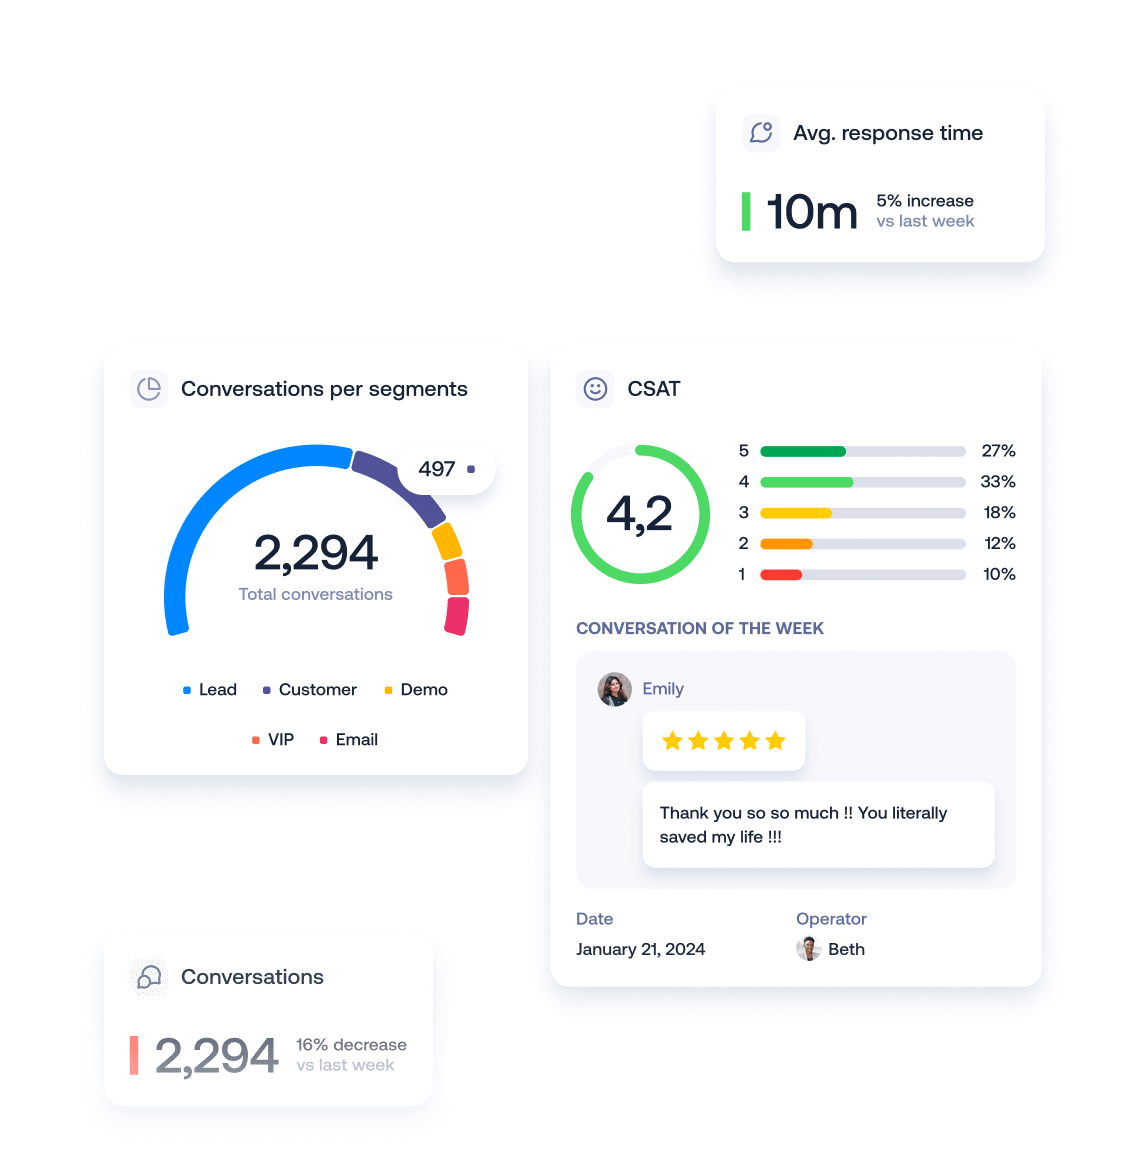 Avg. response time
10m
5% increase
vs last week
Conversations per segments
497
2,294
Total conversations
Lead
Customer
Demo
VIP
Email
CSAT
4,2
5 27%
4 33%
3 18%
2 12%
1 10%
CONVERSATION OF THE WEEK
Emily
Thank you so so much !! You literally
saved my life !!!
Date
January 21, 2024
Operator
Beth
Conversations
2,294
16% decrease
vs last week